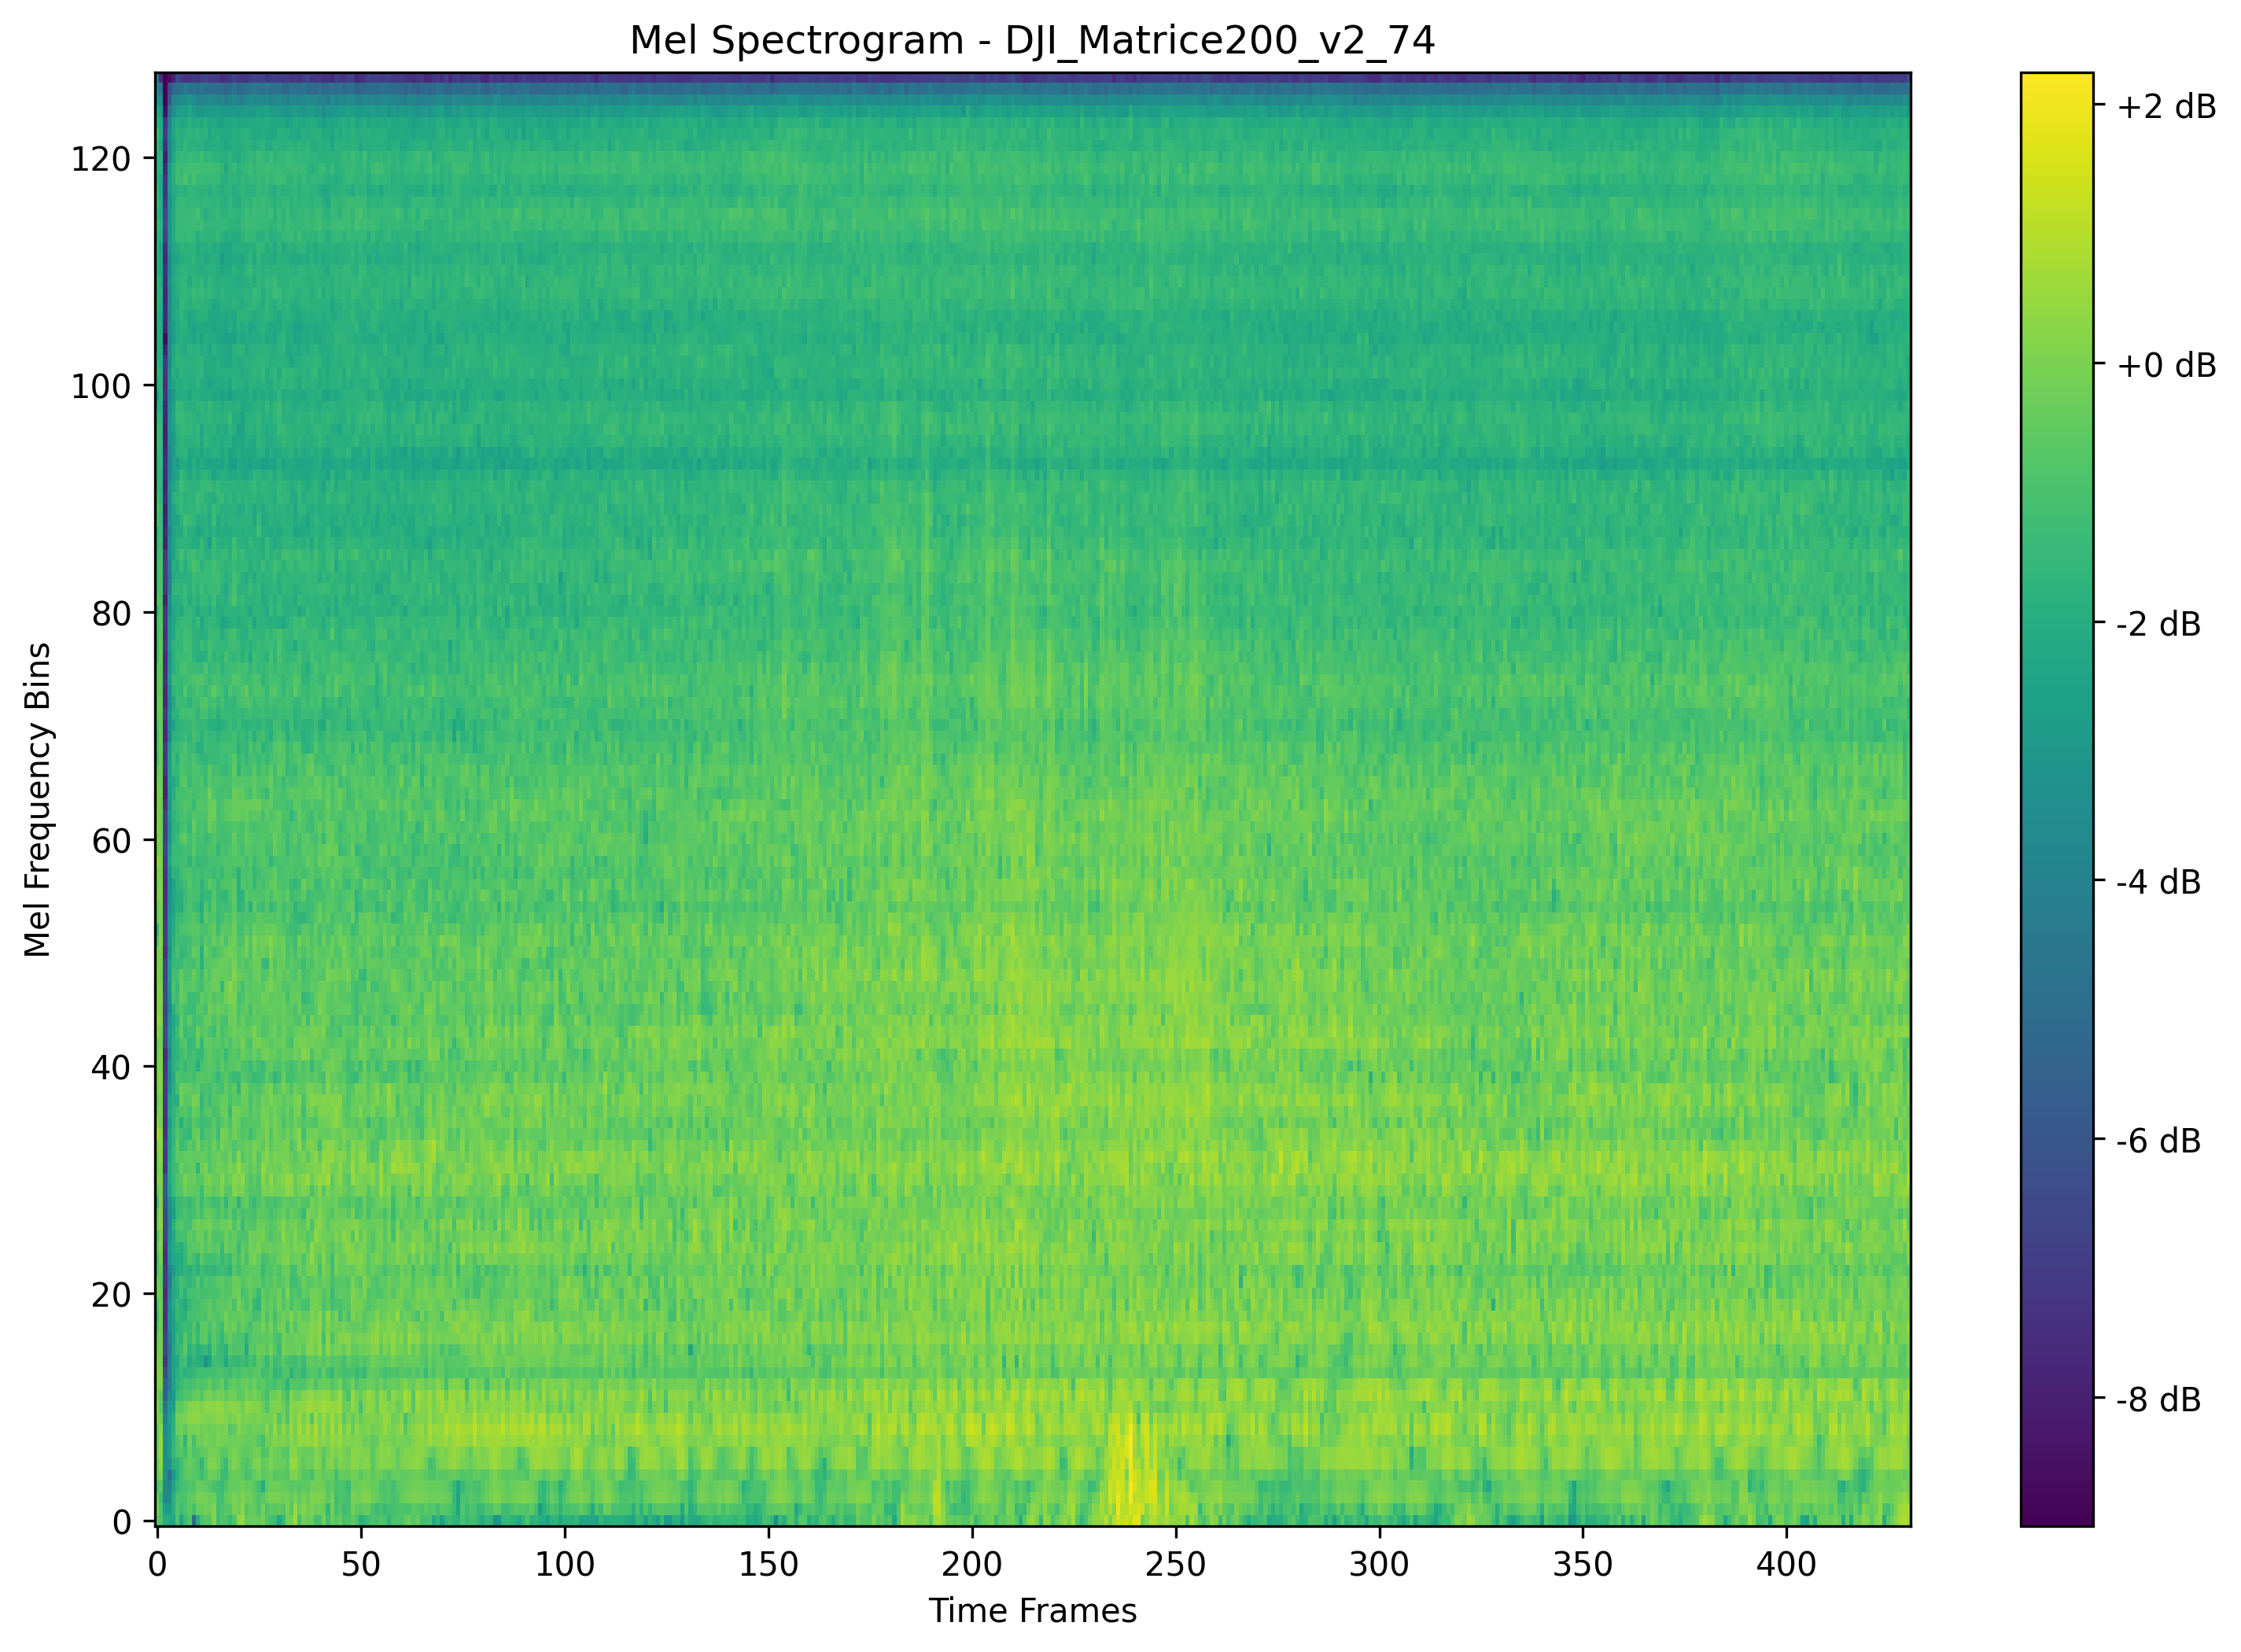 Mel Spectrogram - DJI_Matrice200_v2_74
Mel Frequency Bins
120
100
80
60
40
20
0
0 50 100 150 200 250 300 350 400
Time Frames
+2 dB
+0 dB
-2 dB
-4 dB
-6 dB
-8 dB